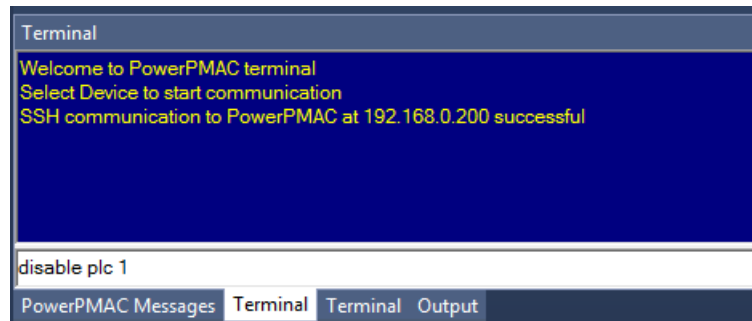 Terminal
Welcome to PowerPMAC terminal
Select Device to start communication
SSH communication to PowerPMAC at 192.168.0.200 successful
disable plc 1
PowerPMAC Messages Terminal Terminal Output